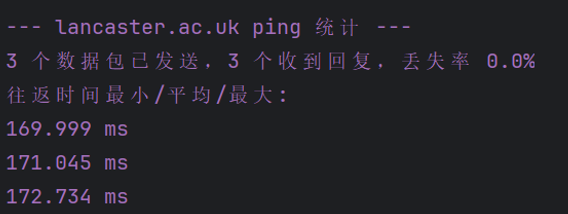 --- lancaster.ac.uk ping 统计 ---
3 个数据包已发送，3 个收到回复，丢失率 0.0%
往返时间最小/平均/最大：
169.999 ms
171.045 ms
172.734 ms